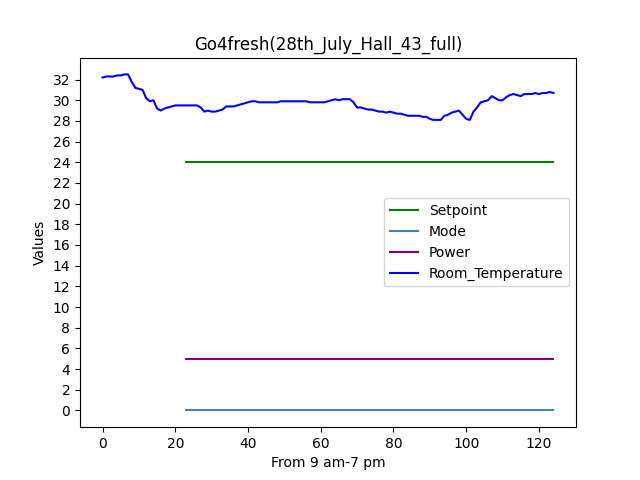 Go4fresh(28th_July_Hall_43_full)
32
30
28
26
24
22
20
18
16
14
12
10
8
6
4
2
0
Values
Setpoint
Mode
Power
Room_Temperature
0 20 40 60 80 100 120
From 9 am-7 pm